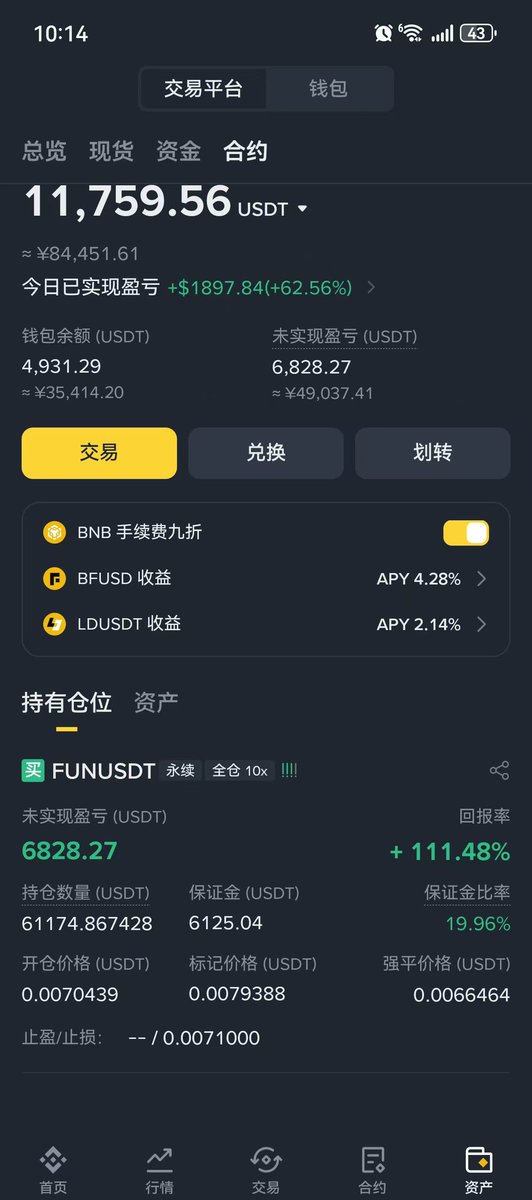 10:14
6
43
交易平台 钱包
总览 现货 资金 合约
11,759.56 USDT
≈ ¥84,451.61
今日已实现盈亏 +$1897.84(+62.56%)
钱包余额 (USDT) 未实现盈亏 (USDT)
4,931.29 6,828.27
≈ ¥35,414.20 ≈ ¥49,037.41
交易 兑换 划转
BNB 手续费九折
BFUSD 收益 APY 4.28%
LDUSDT 收益 APY 2.14%
持有仓位 资产
买 FUNUSDT 永续 全仓 10x !!!!
未实现盈亏 (USDT) 回报率
6828.27 + 111.48%
持仓数量 (USDT) 保证金 (USDT) 保证金比率
61174.867428 6125.04 19.96%
开仓价格 (USDT) 标记价格 (USDT) 强平价格 (USDT)
0.0070439 0.0079388 0.0066464
止盈/止损: -- / 0.0071000
首页 行情 交易 合约 资产